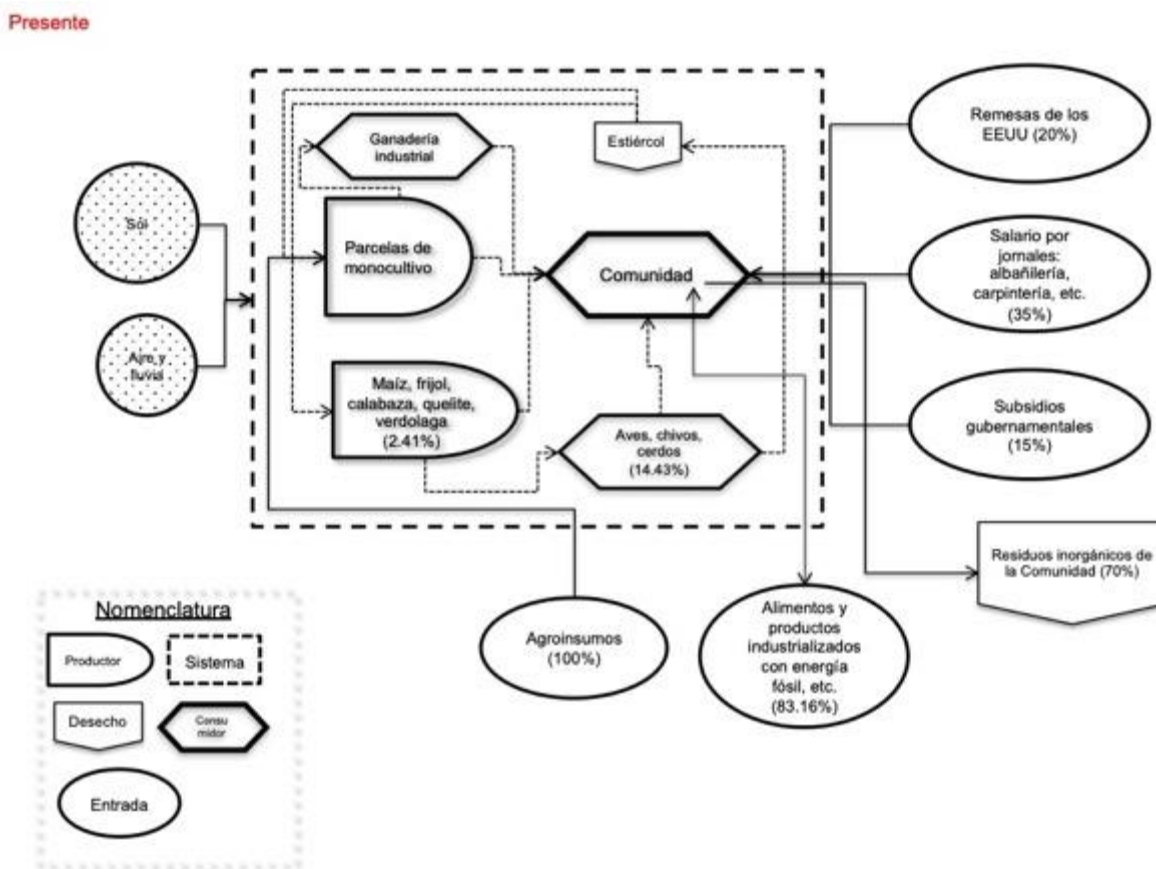 Presente
Sol
Aire y
fluvial
Ganadería
industrial
Estiércol
Parcelas de
monocultivo
Comunidad
Maíz, frijol,
calabaza, quelite,
verdolaga
(2.41%)
Aves, chivos,
cerdos
(14.43%)
Remesas de los
EEUU (20%)
Salario por
jornales:
albañilería,
carpintería, etc.
(35%)
Subsidios
gubernamentales
(15%)
Residuos inorgánicos de
la Comunidad (70%)
Agroinsumos
(100%)
Alimentos y
productos
industrializados
con energía
fósil, etc.
(83.16%)
Nomenclatura
Productor
Sistema
Desecho
Consu
midor
Entrada